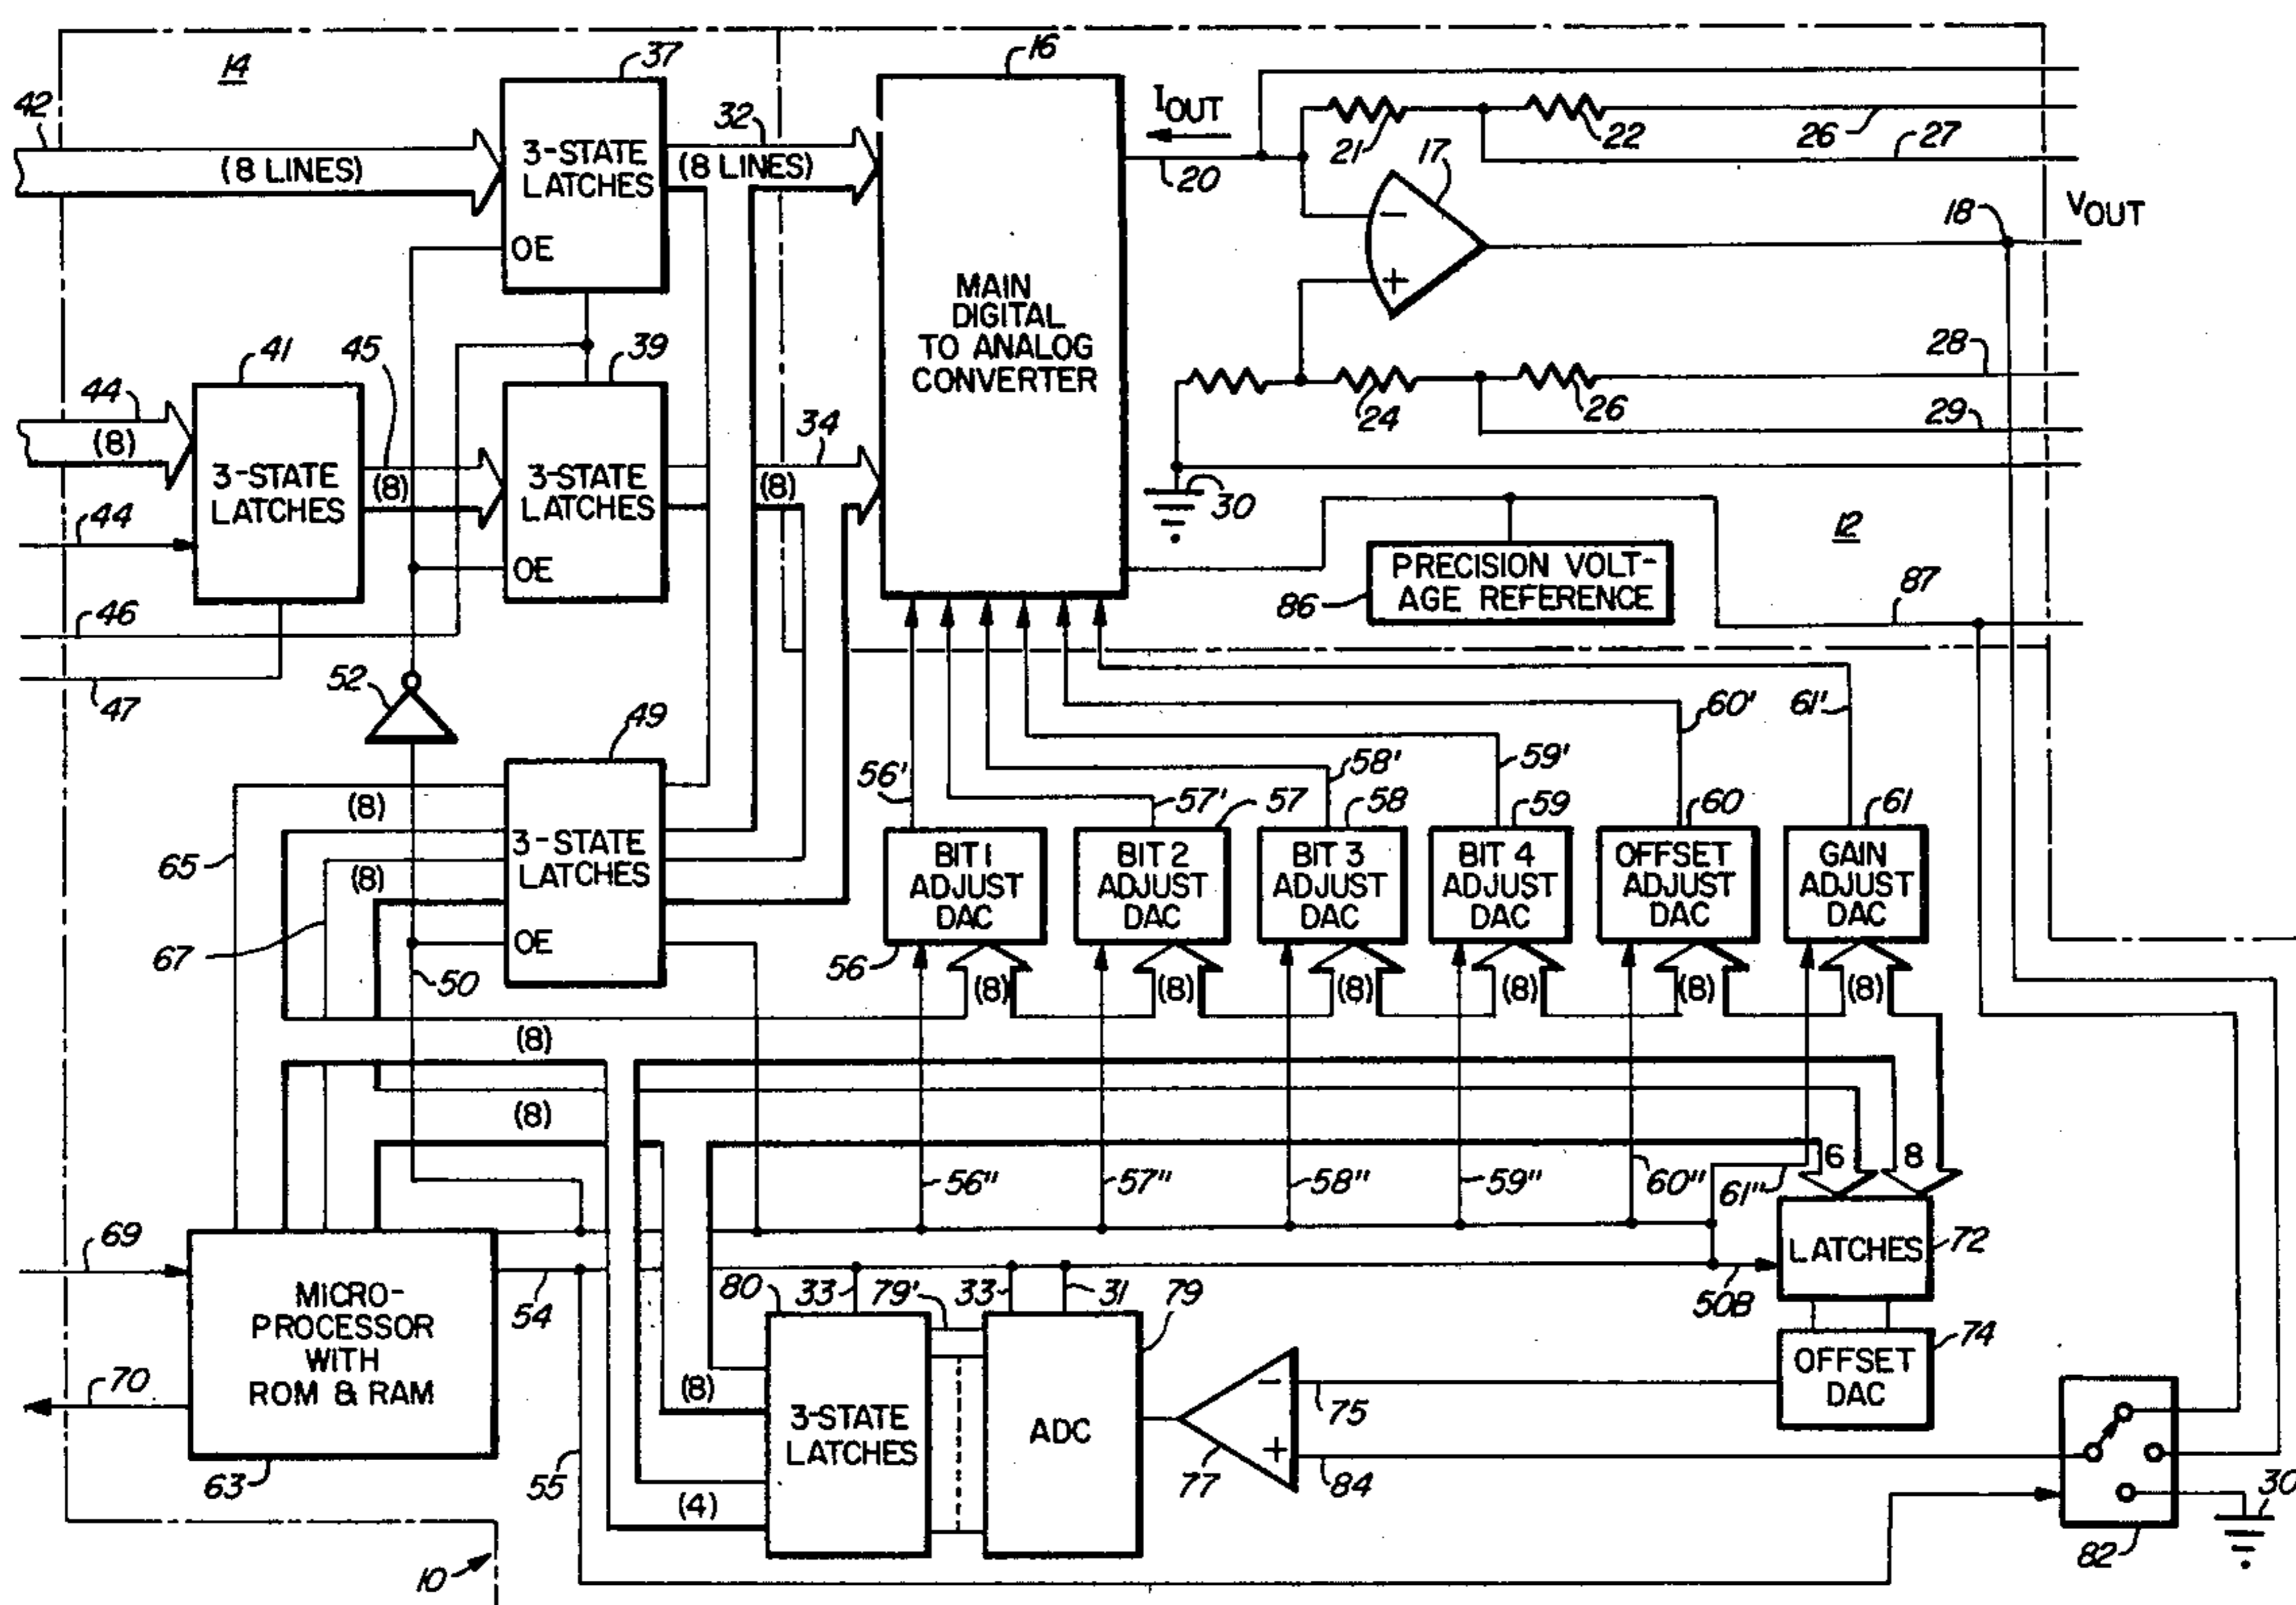 14
37
16
42
(8 LINES)
3-STATE
LATCHES
OE
32
(8 LINES)
MAIN
DIGITAL
TO ANALOG
CONVERTER
IOUT
20
21
22
26
27
17
−
+
18
VOUT
28
24
26
29
30
12
41
45
39
44
(8)
3-STATE
LATCHES
(8)
3-STATE
LATCHES
OE
34
(8)
44
46
47
PRECISION VOLT-
AGE REFERENCE
86
87
52
49
65
(8)
(8)
67
3-STATE
LATCHES
OE
50
56'
57'
57
58'
58
59'
59
60'
60
61'
61
BIT 1
ADJUST
DAC
56
BIT 2
ADJUST
DAC
BIT 3
ADJUST
DAC
BIT 4
ADJUST
DAC
OFFSET
ADJUST
DAC
GAIN
ADJUST
DAC
(8)
(8)
(8)
(8)
(8)
(8)
(8)
(8)
56"
57"
58"
59"
60"
61"
6
8
LATCHES
72
50B
69
MICRO-
PROCESSOR
WITH
ROM & RAM
70
63
54
55
80
33
79'
33
31
79
(8)
(4)
3-STATE
LATCHES
ADC
77
−
+
75
84
OFFSET
DAC
74
82
30
10